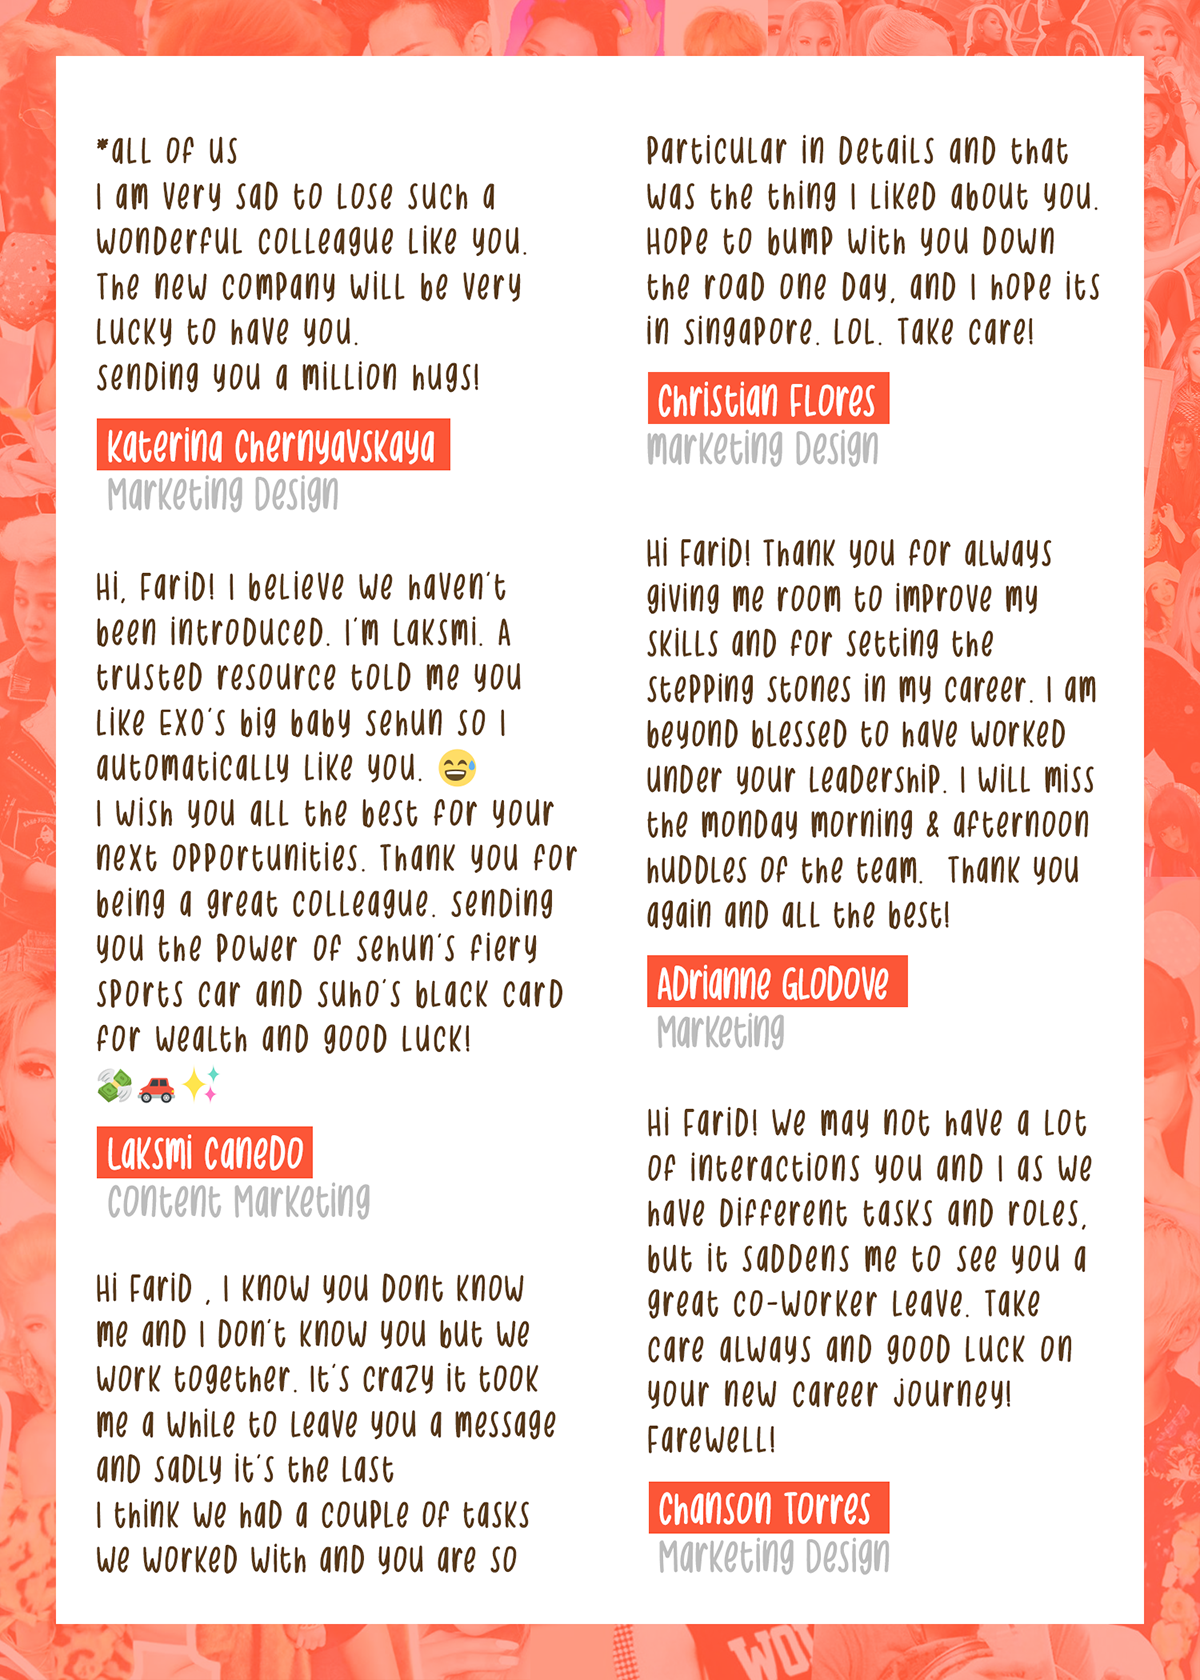 *all of us
I am very sad to lose such a
wonderful colleague like you.
The new company will be very
lucky to have you.
sending you a million hugs!
Katerina Chernyavskaya
Marketing Design
Hi, Farid! I believe we haven't
been introduced. I'm Laksmi. A
trusted resource told me you
like EXO's big baby sehun so I
automatically like you. 😅
I wish you all the best for your
next opportunities. Thank you for
being a great colleague. sending
you the power of sehun's fiery
sports car and suho's black card
for wealth and good luck!
💸🚗✨
Laksmi Canedo
Content Marketing
Hi Farid , I know you dont know
me and I don't know you but we
work together. It's crazy it took
me a while to leave you a message
and sadly it's the last
I think we had a couple of tasks
we worked with and you are so
particular in details and that
was the thing I liked about you.
Hope to bump with you down
the road one day, and I hope its
in singapore. LOL. Take care!
Christian Flores
Marketing Design
Hi Farid! Thank you for always
giving me room to improve my
skills and for setting the
stepping stones in my career. I am
beyond blessed to have worked
under your leadership. I will miss
the monday morning & afternoon
huddles of the team. Thank you
again and all the best!
Adrianne Glodove
Marketing
Hi Farid! We may not have a lot
of interactions you and I as we
have different tasks and roles,
but it saddens me to see you a
great co-worker leave. Take
care always and good luck on
your new career journey!
Farewell!
Chanson Torres
Marketing Design